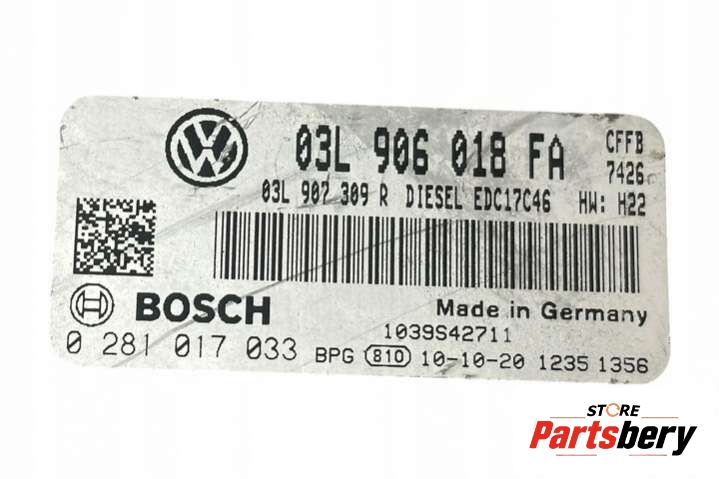 03L 906 018 FA CFFB
7426
03L 907 309 R DIESEL EDC17C46 HW: H22
BOSCH Made in Germany
1039S42711
0 281 017 033 BPG 810 10-10-20 1235 1356
STORE
Partsbery